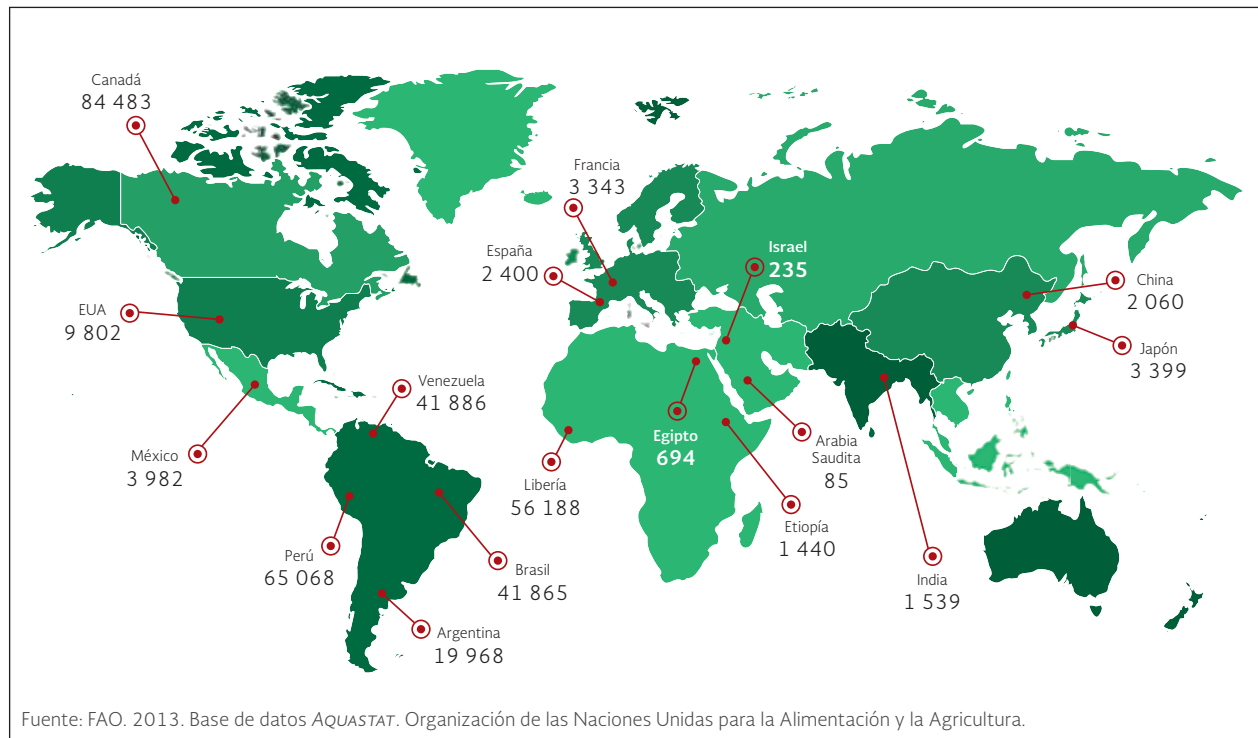 Canadá
84 483
Francia
3 343
España
2 400
Israel
235
China
2 060
EUA
9 802
Japón
3 399
Venezuela
41 886
México
3 982
Egipto
694
Arabia
Saudita
85
Libería
56 188
Etiopía
1 440
Perú
65 068
Brasil
41 865
India
1 539
Argentina
19 968
Fuente: FAO. 2013. Base de datos AQUASTAT. Organización de las Naciones Unidas para la Alimentación y la Agricultura.